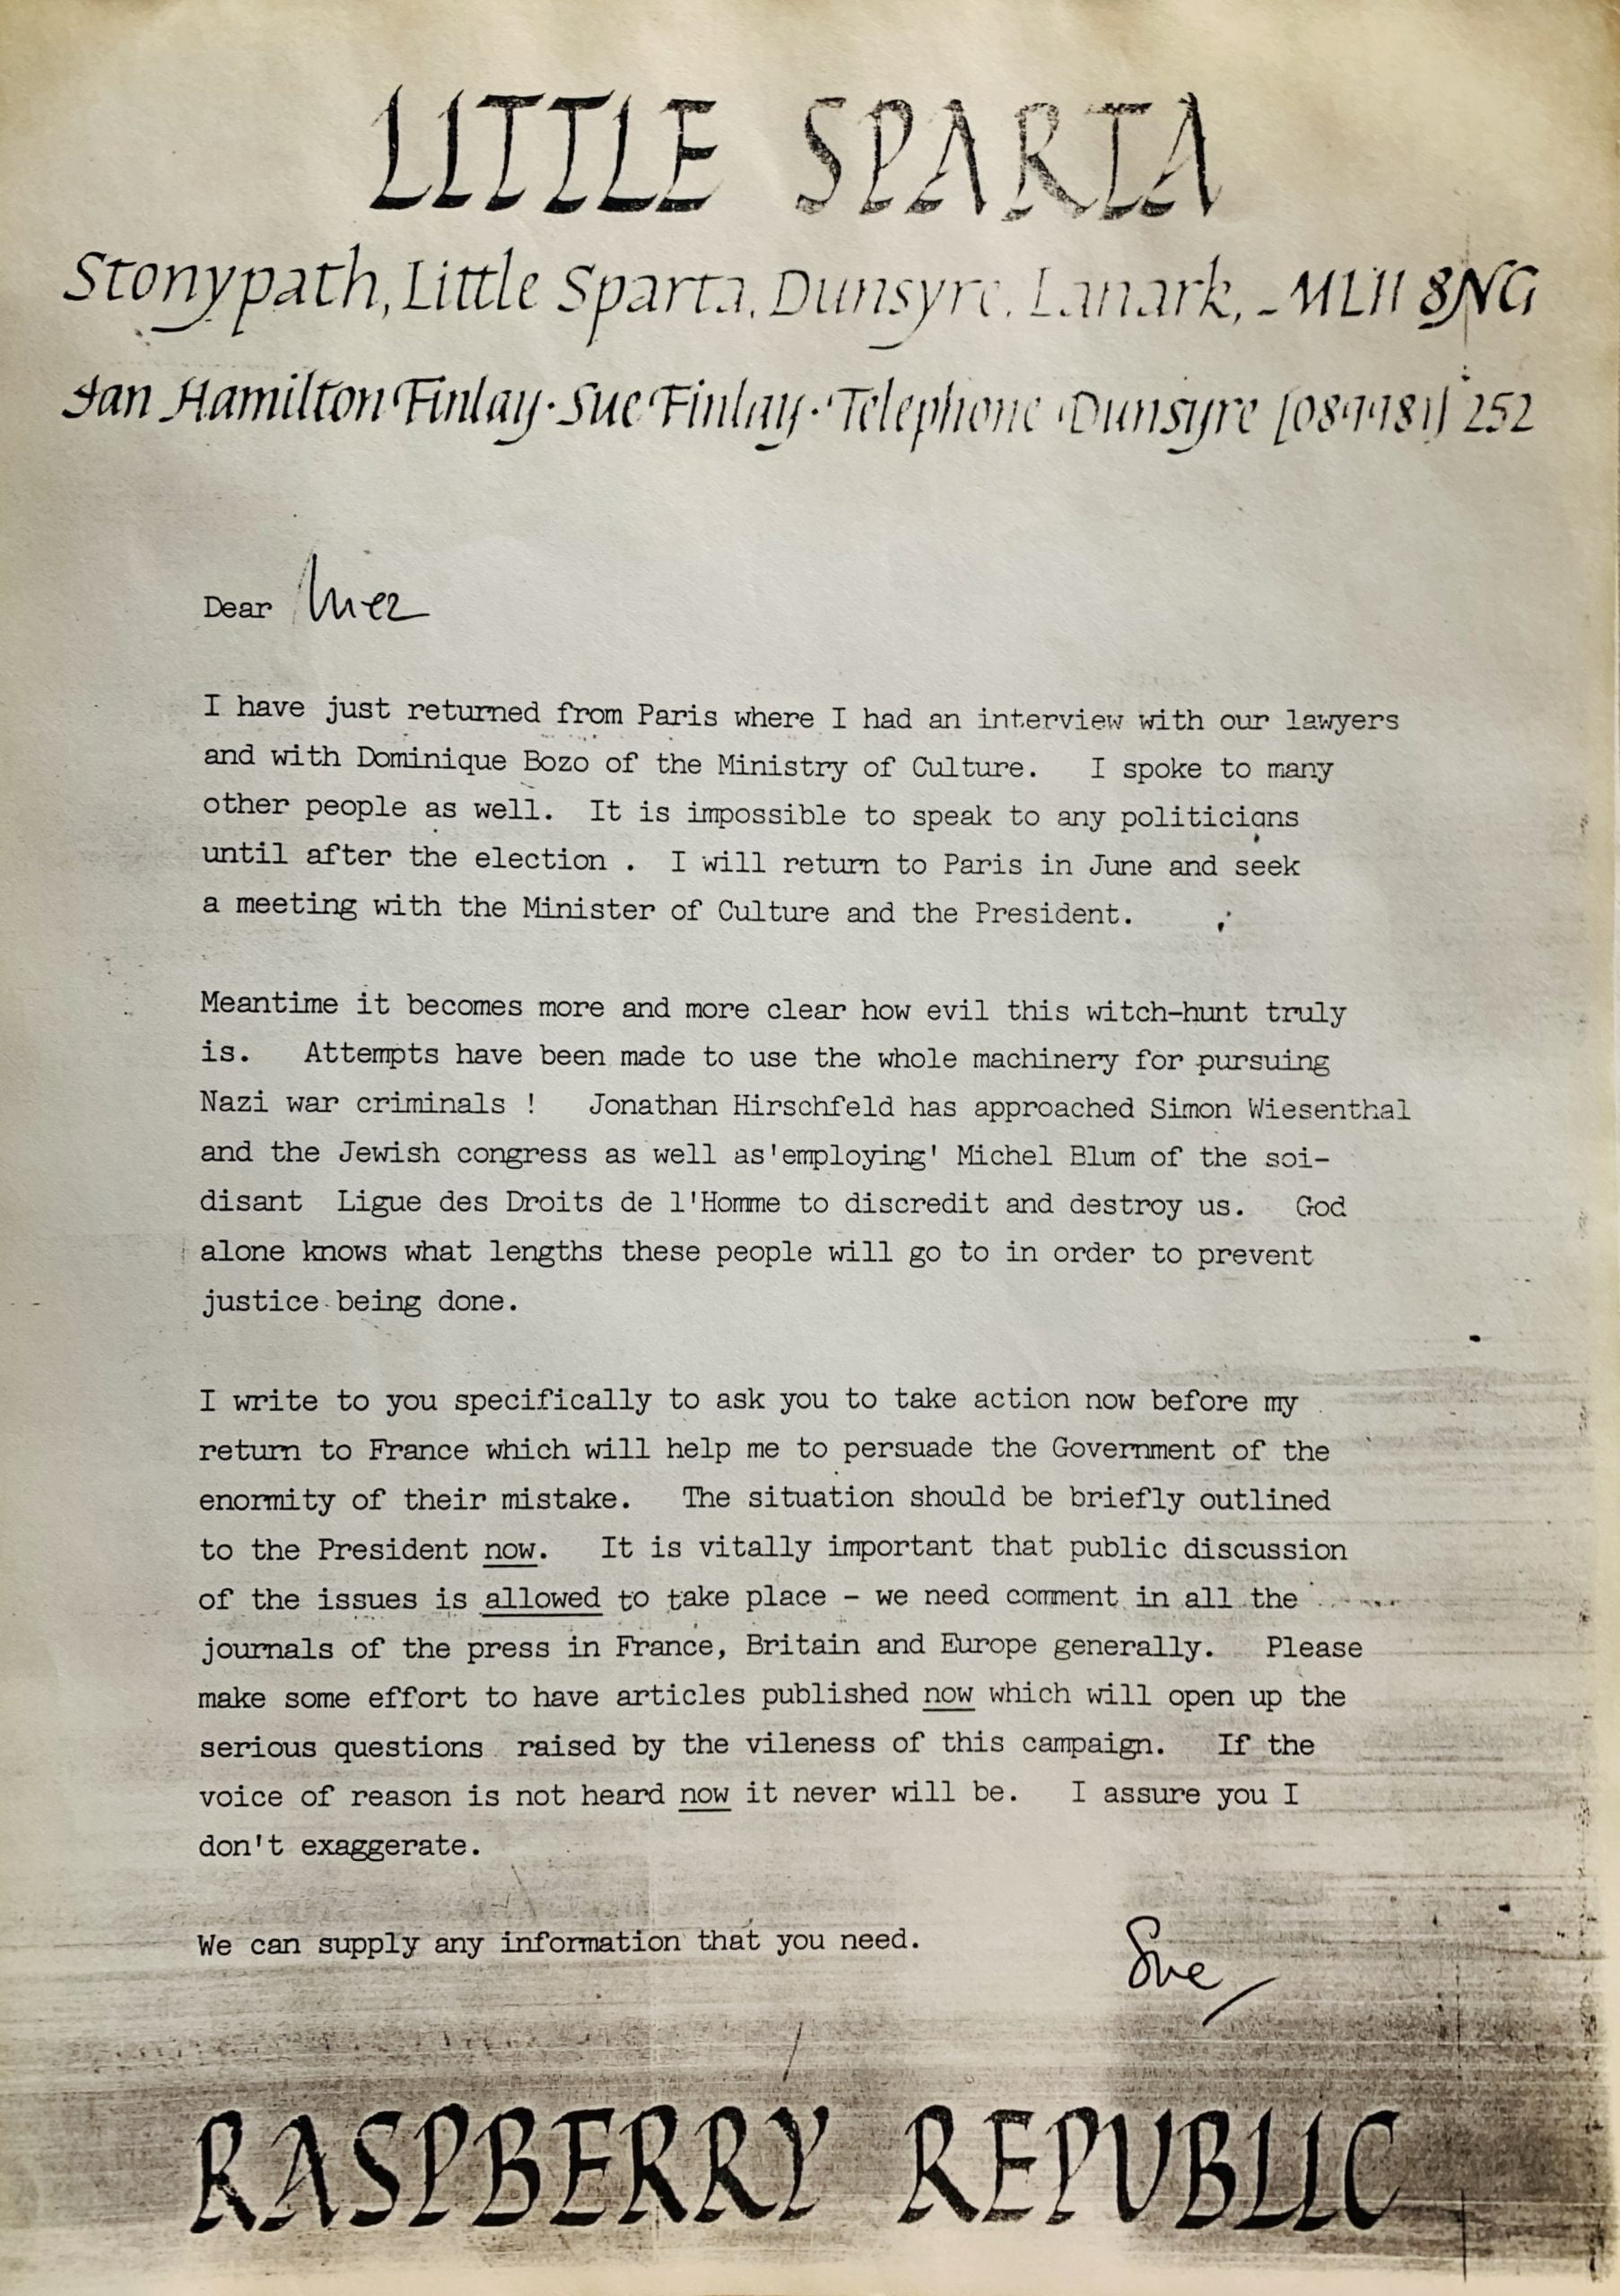 LITTLE SPARTA
Stonypath, Little Sparta, Dunsyre, Lanark, - ML11 8NG
Ian Hamilton Finlay · Sue Finlay · Telephone Dunsyre [089981] 252
Dear
I have just returned from Paris where I had an interview with our lawyers
and with Dominique Bozo of the Ministry of Culture. I spoke to many
other people as well. It is impossible to speak to any politicians
until after the election . I will return to Paris in June and seek
a meeting with the Minister of Culture and the President.
Meantime it becomes more and more clear how evil this witch-hunt truly
is. Attempts have been made to use the whole machinery for pursuing
Nazi war criminals ! Jonathan Hirschfeld has approached Simon Wiesenthal
and the Jewish congress as well as'employing' Michel Blum of the soi-
disant Ligue des Droits de l'Homme to discredit and destroy us. God
alone knows what lengths these people will go to in order to prevent
justice being done.
I write to you specifically to ask you to take action now before my
return to France which will help me to persuade the Government of the
enormity of their mistake. The situation should be briefly outlined
to the President now. It is vitally important that public discussion
of the issues is allowed to take place - we need comment in all the
journals of the press in France, Britain and Europe generally. Please
make some effort to have articles published now which will open up the
serious questions raised by the vileness of this campaign. If the
voice of reason is not heard now it never will be. I assure you I
don't exaggerate.
We can supply any information that you need.
Sue
RASPBERRY REPUBLIC